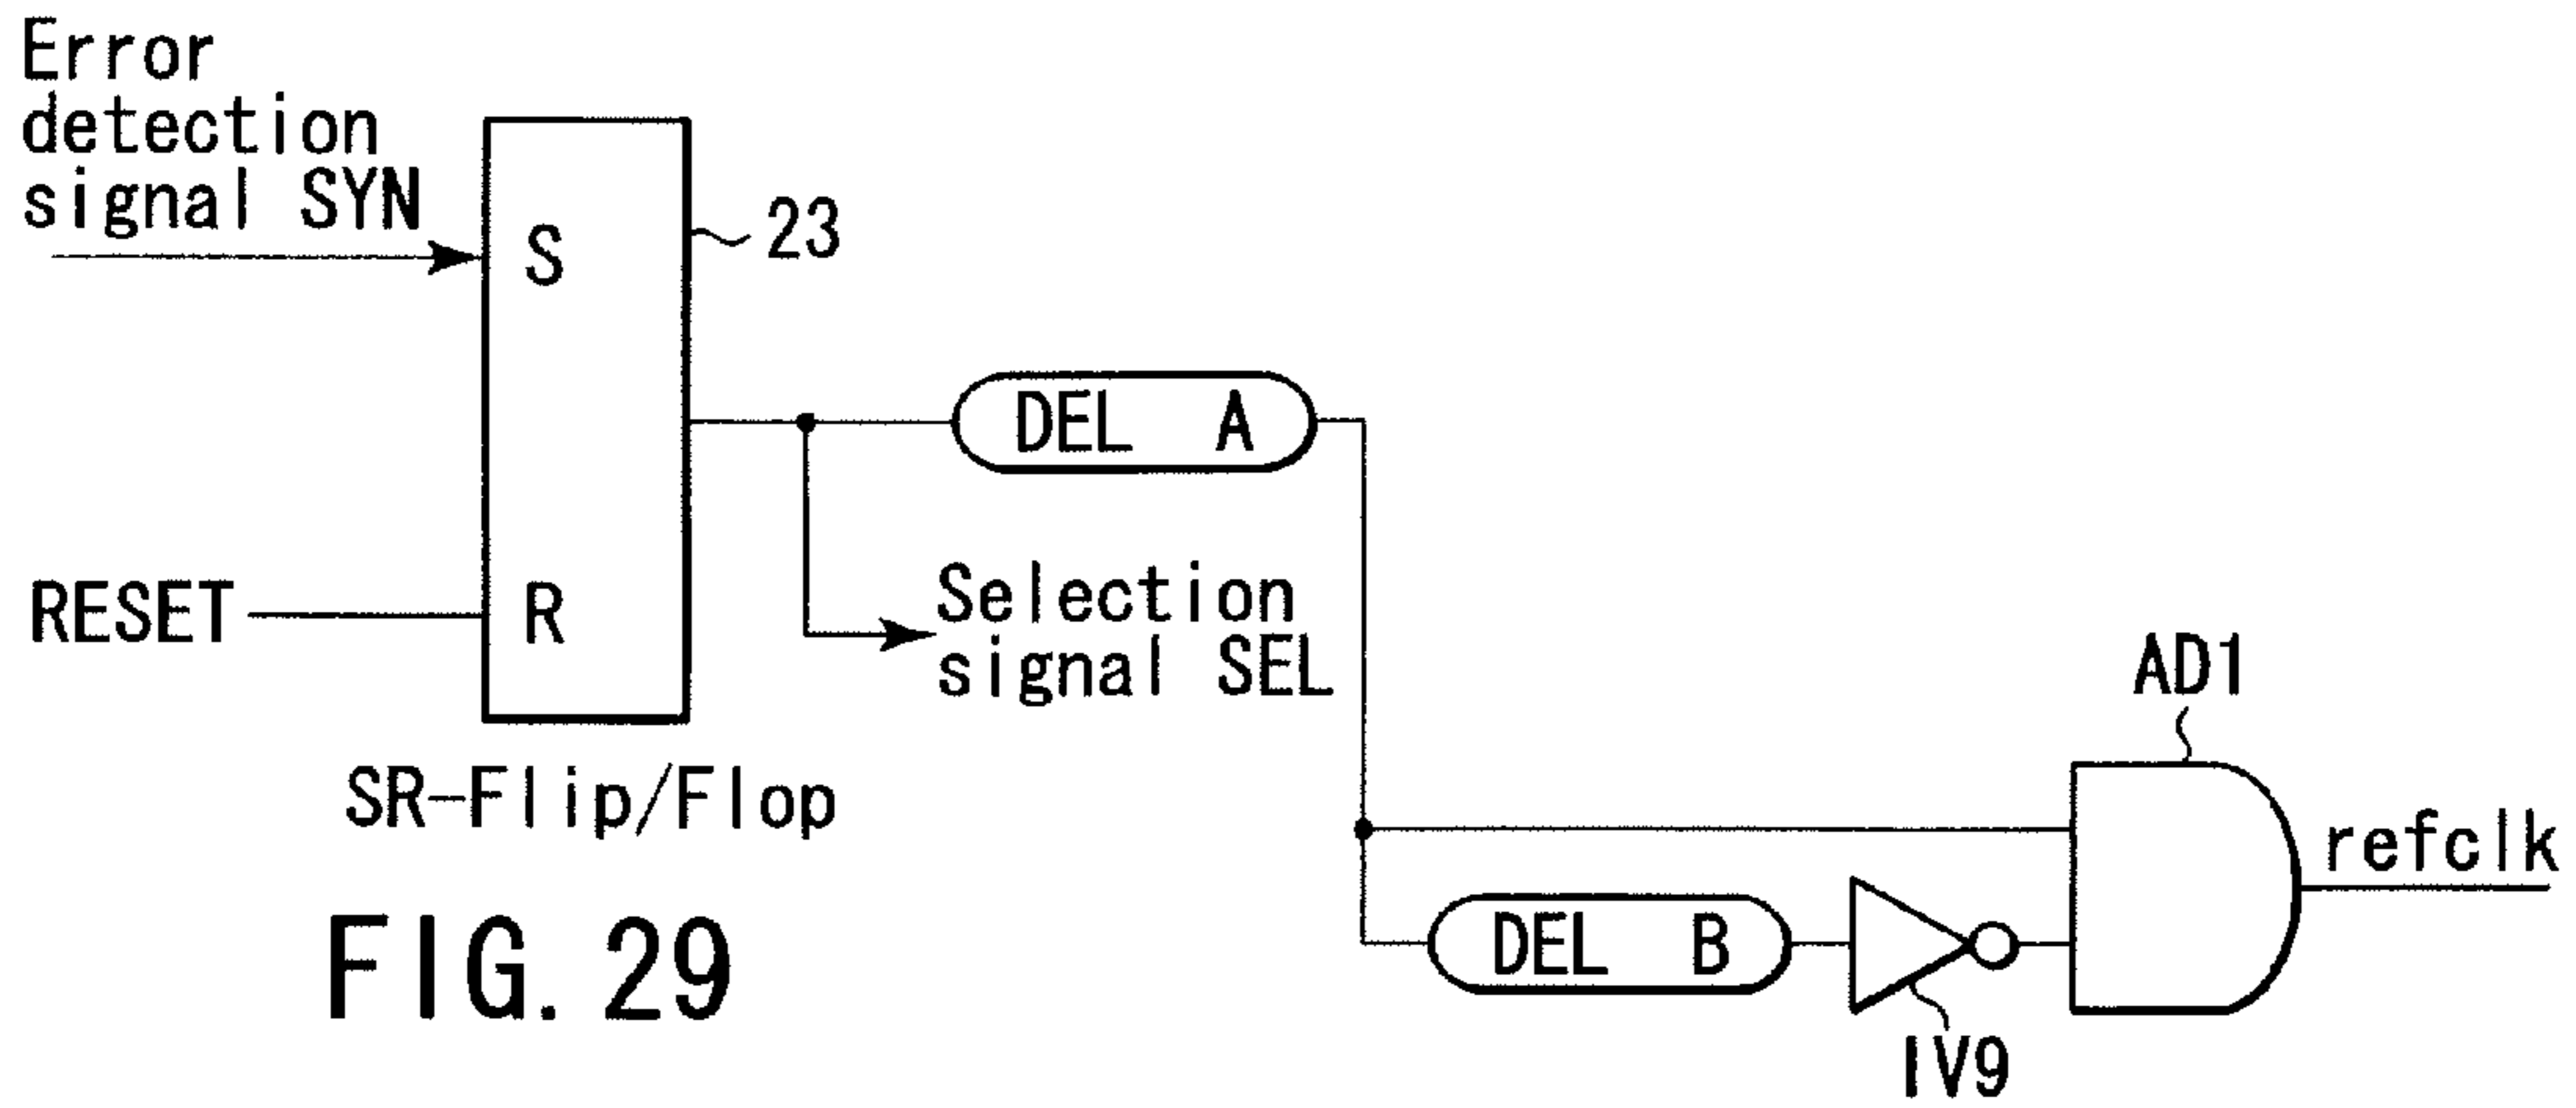 Error
detection
signal SYN
S
23
DEL A
RESET
R
Selection
signal SEL
AD1
SR-Flip/Flop
refclk
DEL B
FIG. 29
IV9